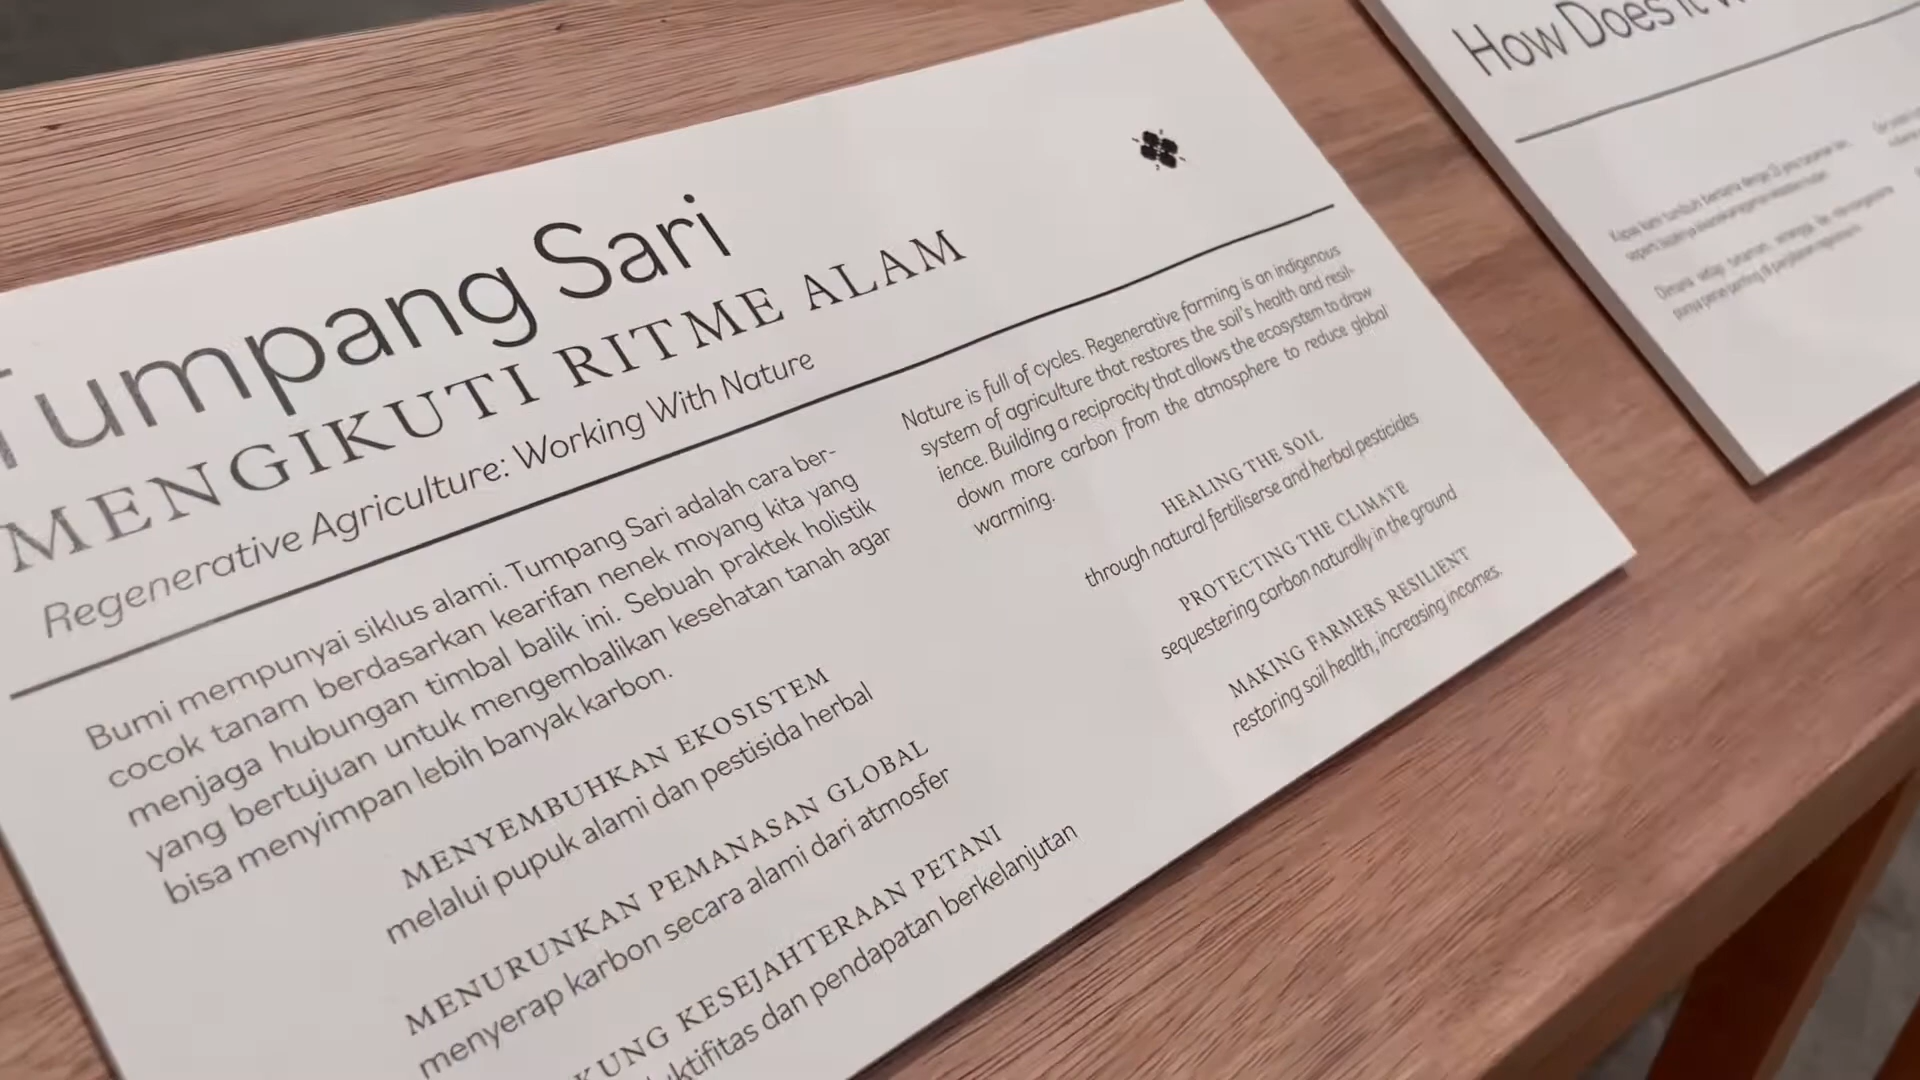 Tumpang Sari
MENGIKUTI RITME ALAM
Regenerative Agriculture: Working With Nature
Bumi mempunyai siklus alami. Tumpang Sari adalah cara ber-
cocok tanam berdasarkan kearifan nenek moyang kita yang
menjaga hubungan timbal balik ini. Sebuah praktek holistik
yang bertujuan untuk mengembalikan kesehatan tanah agar
bisa menyimpan lebih banyak karbon.
MENYEMBUHKAN EKOSISTEM
melalui pupuk alami dan pestisida herbal
MENURUNKAN PEMANASAN GLOBAL
menyerap karbon secara alami dari atmosfer
KUNG KESEJAHTERAAN PETANI
uktifitas dan pendapatan berkelanjutan
Nature is full of cycles. Regenerative farming is an indigenous
system of agriculture that restores the soil's health and resil-
ience. Building a reciprocity that allows the ecosystem to draw
down more carbon from the atmosphere to reduce global
warming.
HEALING THE SOIL
through natural fertiliserse and herbal pesticides
PROTECTING THE CLIMATE
sequestering carbon naturally in the ground
MAKING FARMERS RESILIENT
restoring soil health, increasing incomes.
How Does It